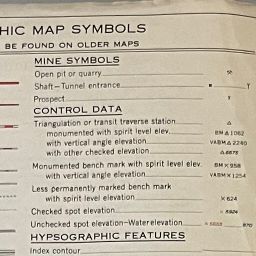 HIC MAP SYMBOLS
BE FOUND ON OLDER MAPS
MINE SYMBOLS
Open pit or quarry
Shaft—Tunnel entrance
Prospect
CONTROL DATA
Triangulation or transit traverse station
monumented with spirit level elev. BM△1062
with vertical angle elevation VABM△2240
with other checked elevation △6675
Monumented bench mark with spirit level elev. BM×958
with vertical angle elevation VABM×1254
Less permanently marked bench mark
with spirit level elevation ×624
Checked spot elevation ×5924
Unchecked spot elevation—Water elevation 870
HYPSOGRAPHIC FEATURES
Index contour